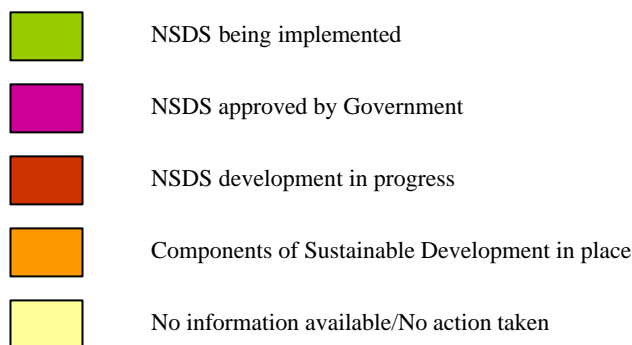 NSDS being implemented
NSDS approved by Government
NSDS development in progress
Components of Sustainable Development in place
No information available/No action taken